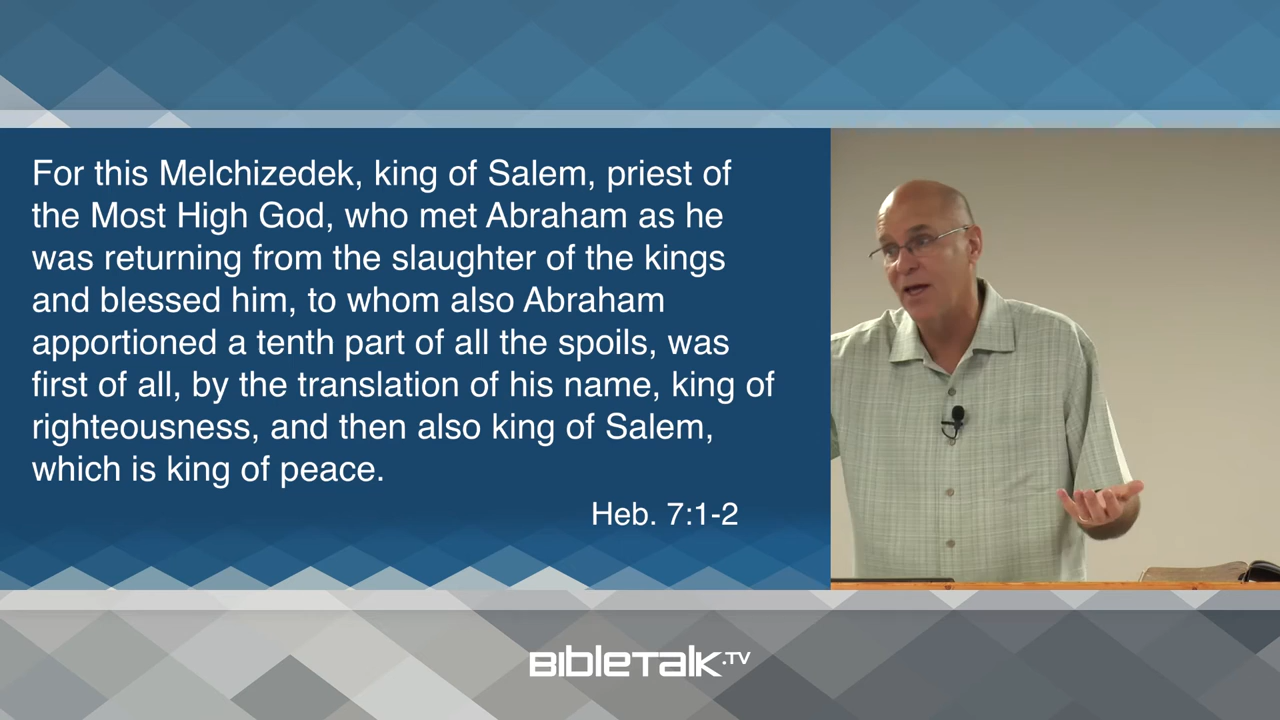 For this Melchizedek, king of Salem, priest of
the Most High God, who met Abraham as he
was returning from the slaughter of the kings
and blessed him, to whom also Abraham
apportioned a tenth part of all the spoils, was
first of all, by the translation of his name, king of
righteousness, and then also king of Salem,
which is king of peace.
Heb. 7:1-2
BIBLETALK.TV